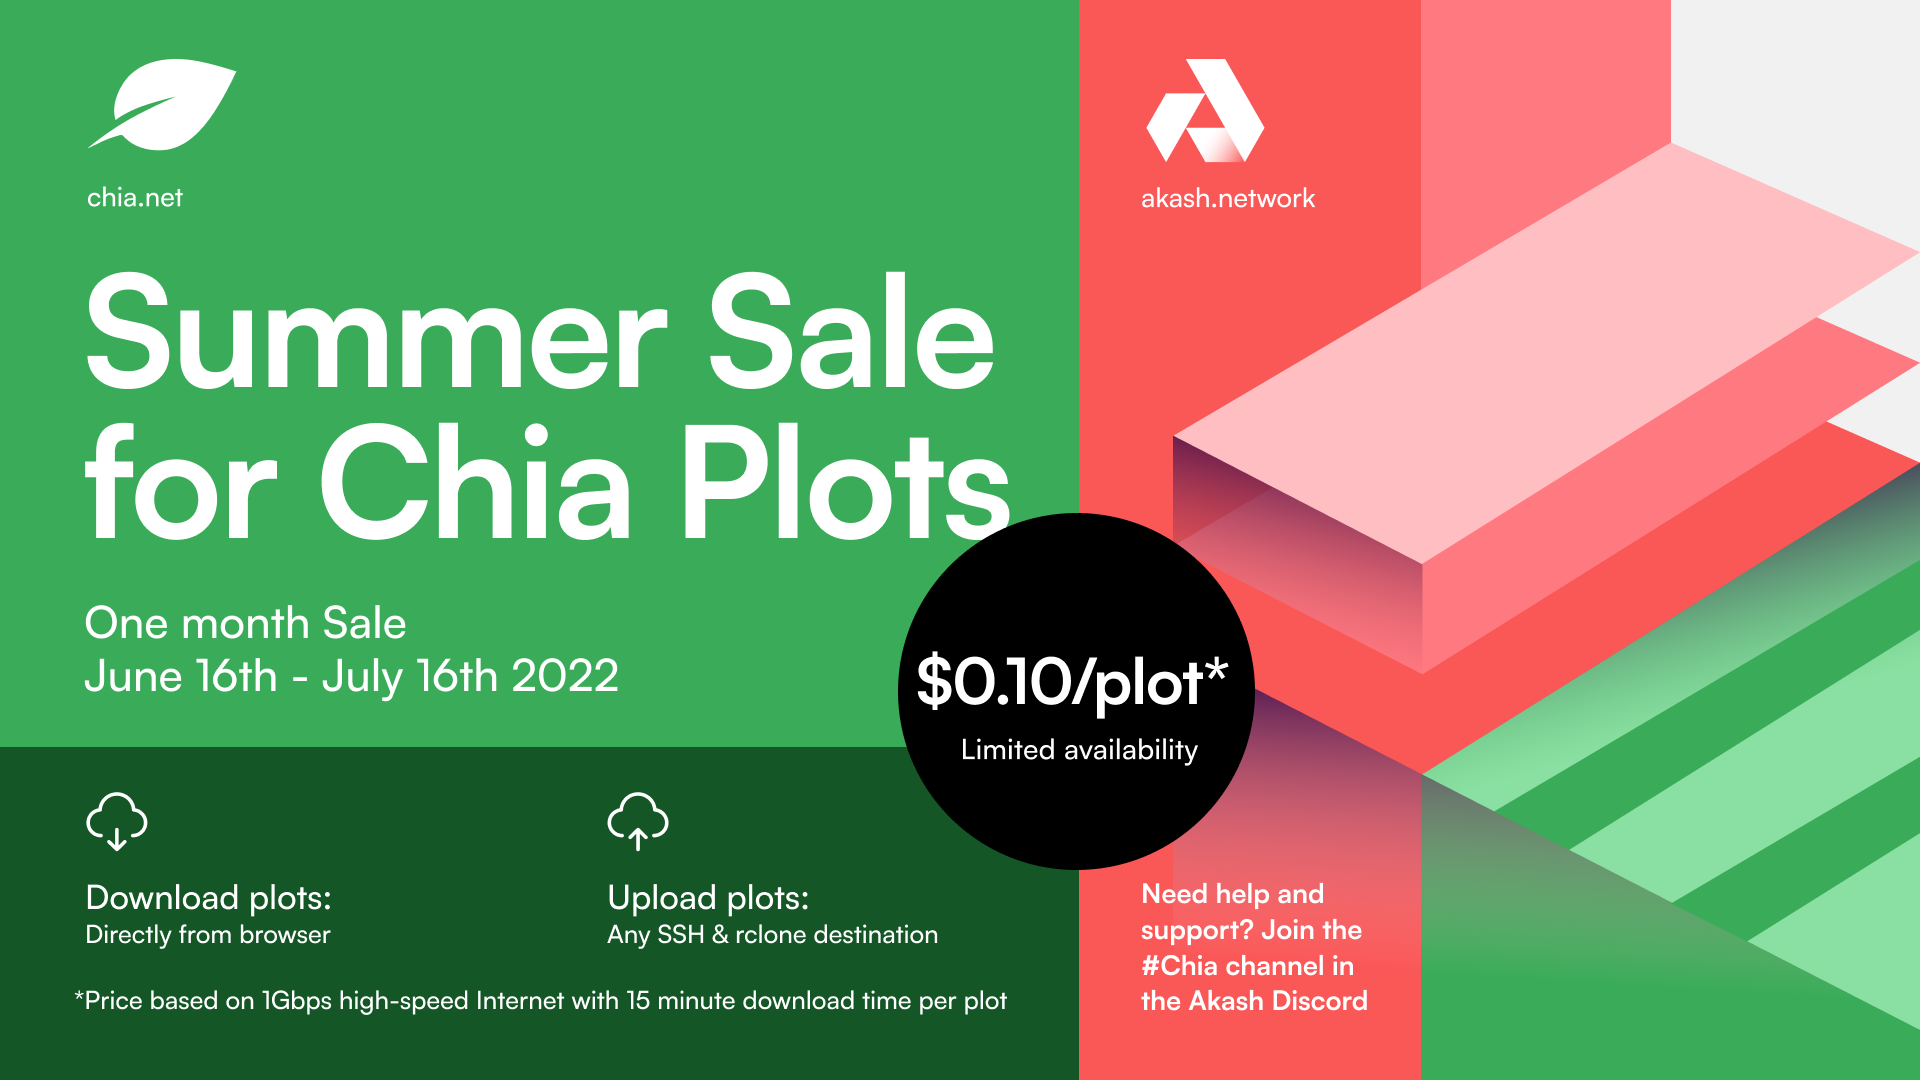 chia.net
akash.network
Summer Sale
for Chia Plots
One month Sale
June 16th - July 16th 2022
$0.10/plot*
Limited availability
Download plots:
Directly from browser
Upload plots:
Any SSH & rclone destination
*Price based on 1Gbps high-speed Internet with 15 minute download time per plot
Need help and
support? Join the
#Chia channel in
the Akash Discord